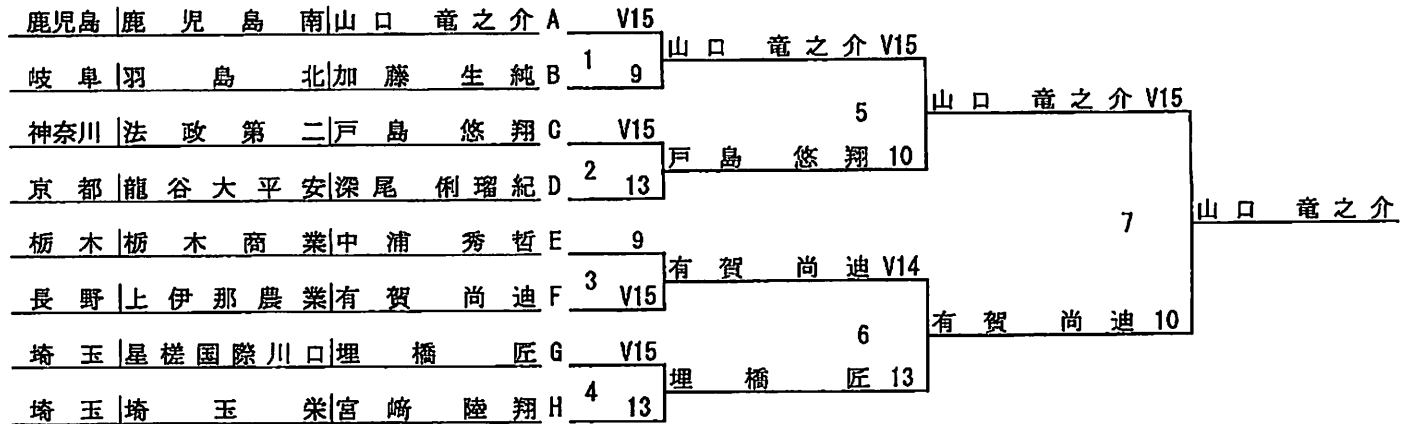 鹿児島 鹿児島南 山口 竜之介 A V15
山口 竜之介 V15
1
岐阜 羽島北 加藤 生純 B 9
山口 竜之介 V15
5
神奈川 法政第二 戸島 悠翔 C V15
戸島 悠翔 10
2
京都 龍谷大平安 深尾 俐瑠紀 D 13
山口 竜之介
7
栃木 栃木商業 中浦 秀哲 E 9
有賀 尚迪 V14
3
長野 上伊那農業 有賀 尚迪 F V15
有賀 尚迪 10
6
埼玉 星槎国際川口 埋橋 匠 G V15
埋橋 匠 13
4
埼玉 埼玉栄 宮﨑 陸翔 H 13